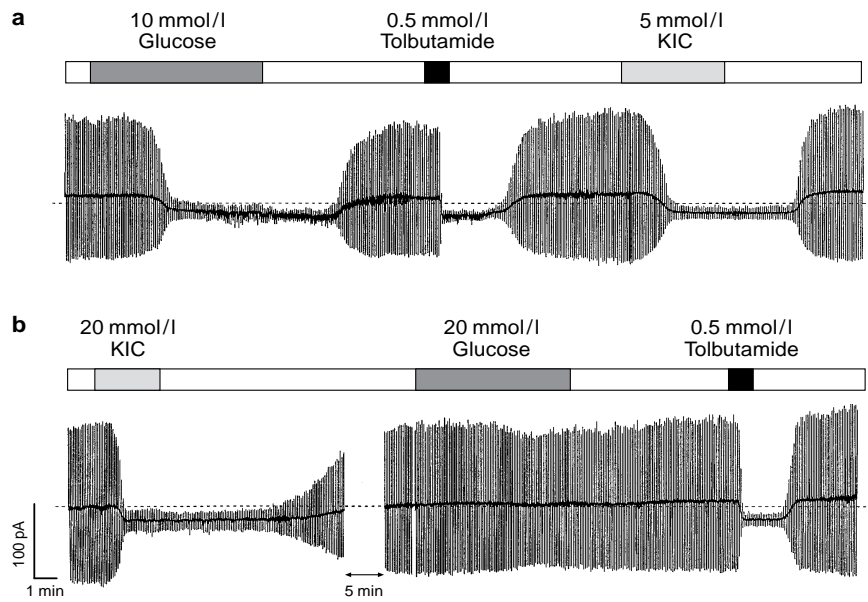 a
10 mmol/l
Glucose
0.5 mmol/l
Tolbutamide
5 mmol/l
KIC
b
20 mmol/l
KIC
20 mmol/l
Glucose
0.5 mmol/l
Tolbutamide
100 pA
1 min
5 min